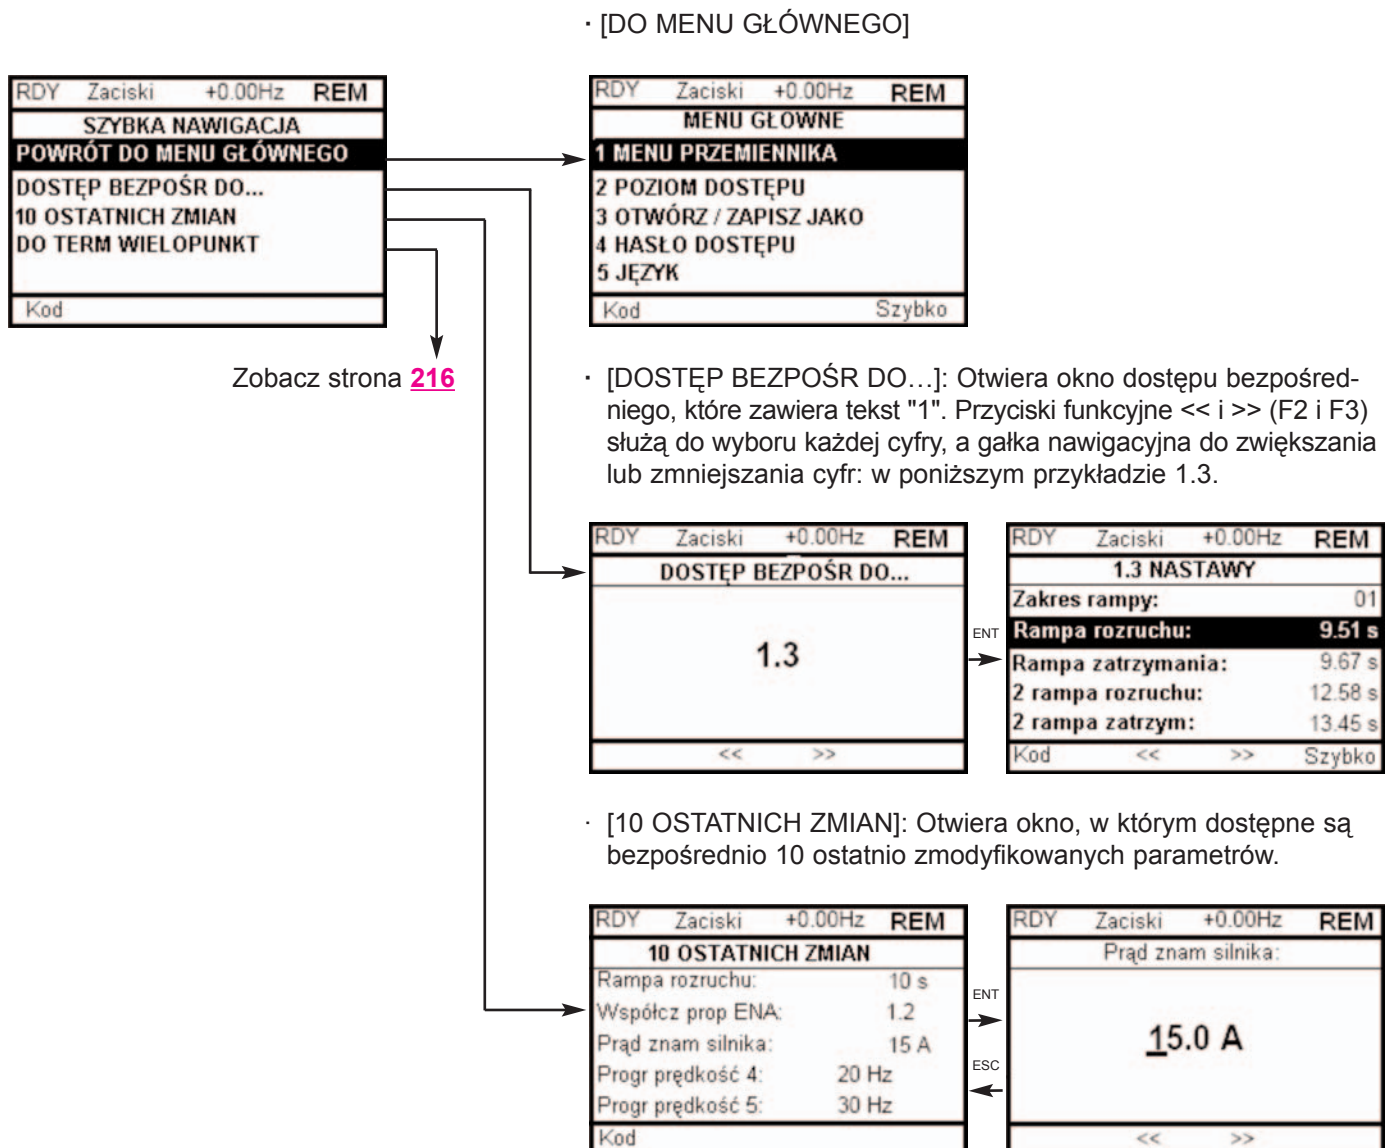 · [DO MENU GŁÓWNEGO]
RDY Zaciski +0.00Hz REM
SZYBKA NAWIGACJA
POWRÓT DO MENU GŁÓWNEGO
DOSTĘP BEZPOŚR DO...
10 OSTATNICH ZMIAN
DO TERM WIELOPUNKT
Kod
Zobacz strona 216
RDY Zaciski +0.00Hz REM
MENU GŁOWNE
1 MENU PRZEMIENNIKA
2 POZIOM DOSTĘPU
3 OTWÓRZ / ZAPISZ JAKO
4 HASŁO DOSTĘPU
5 JĘZYK
Kod Szybko
· [DOSTĘP BEZPOŚR DO…]: Otwiera okno dostępu bezpośred-
niego, które zawiera tekst "1". Przyciski funkcyjne << i >> (F2 i F3)
służą do wyboru każdej cyfry, a gałka nawigacyjna do zwiększania
lub zmniejszania cyfr: w poniższym przykładzie 1.3.
RDY Zaciski +0.00Hz REM
DOSTĘP BEZPOŚR DO...
1.3
<< >>
ENT
RDY Zaciski +0.00Hz REM
1.3 NASTAWY
Zakres rampy: 01
Rampa rozruchu: 9.51 s
Rampa zatrzymania: 9.67 s
2 rampa rozruchu: 12.58 s
2 rampa zatrzym: 13.45 s
Kod << >> Szybko
· [10 OSTATNICH ZMIAN]: Otwiera okno, w którym dostępne są
bezpośrednio 10 ostatnio zmodyfikowanych parametrów.
RDY Zaciski +0.00Hz REM
10 OSTATNICH ZMIAN
Rampa rozruchu: 10 s
Współcz prop ENA: 1.2
Prąd znam silnika: 15 A
Progr prędkość 4: 20 Hz
Progr prędkość 5: 30 Hz
Kod
ENT
ESC
RDY Zaciski +0.00Hz REM
Prąd znam silnika:
15.0 A
<< >>